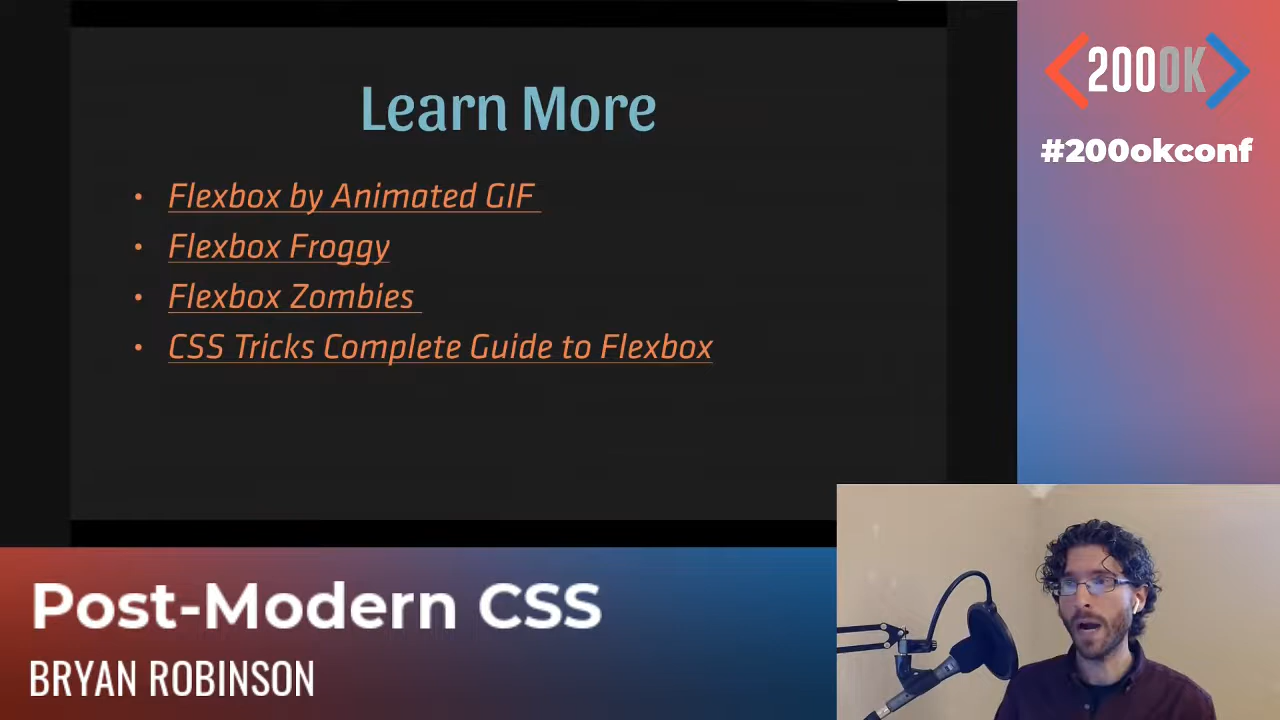 Learn More
• Flexbox by Animated GIF
• Flexbox Froggy
• Flexbox Zombies
• CSS Tricks Complete Guide to Flexbox
<200OK>
#200okconf
Post-Modern CSS
BRYAN ROBINSON